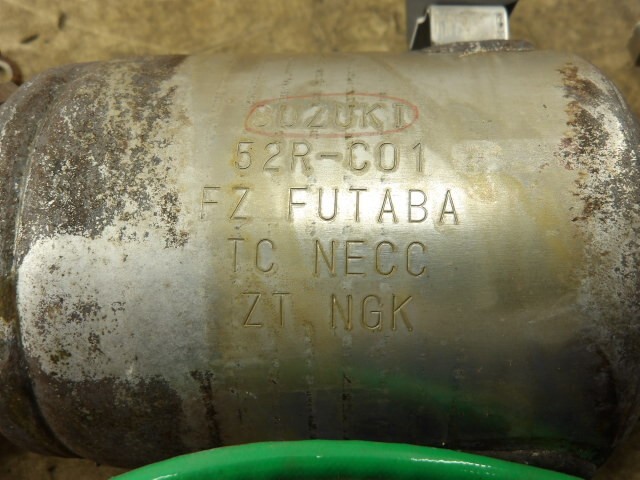 SUZUKI
52R-C01
FZ FUTABA
TC NECC
ZT NGK